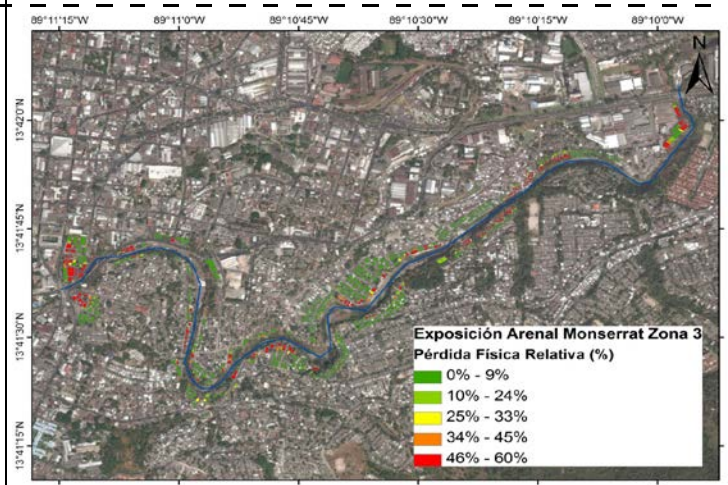 89°11'15"W 89°11'0"W 89°10'45"W 89°10'30"W 89°10'15"W 89°10'0"W
N
13°42'0"N
13°41'45"N
13°41'30"N
13°41'15"N
Exposición Arenal Monserrat Zona 3
Pérdida Física Relativa (%)
0% - 9%
10% - 24%
25% - 33%
34% - 45%
46% - 60%